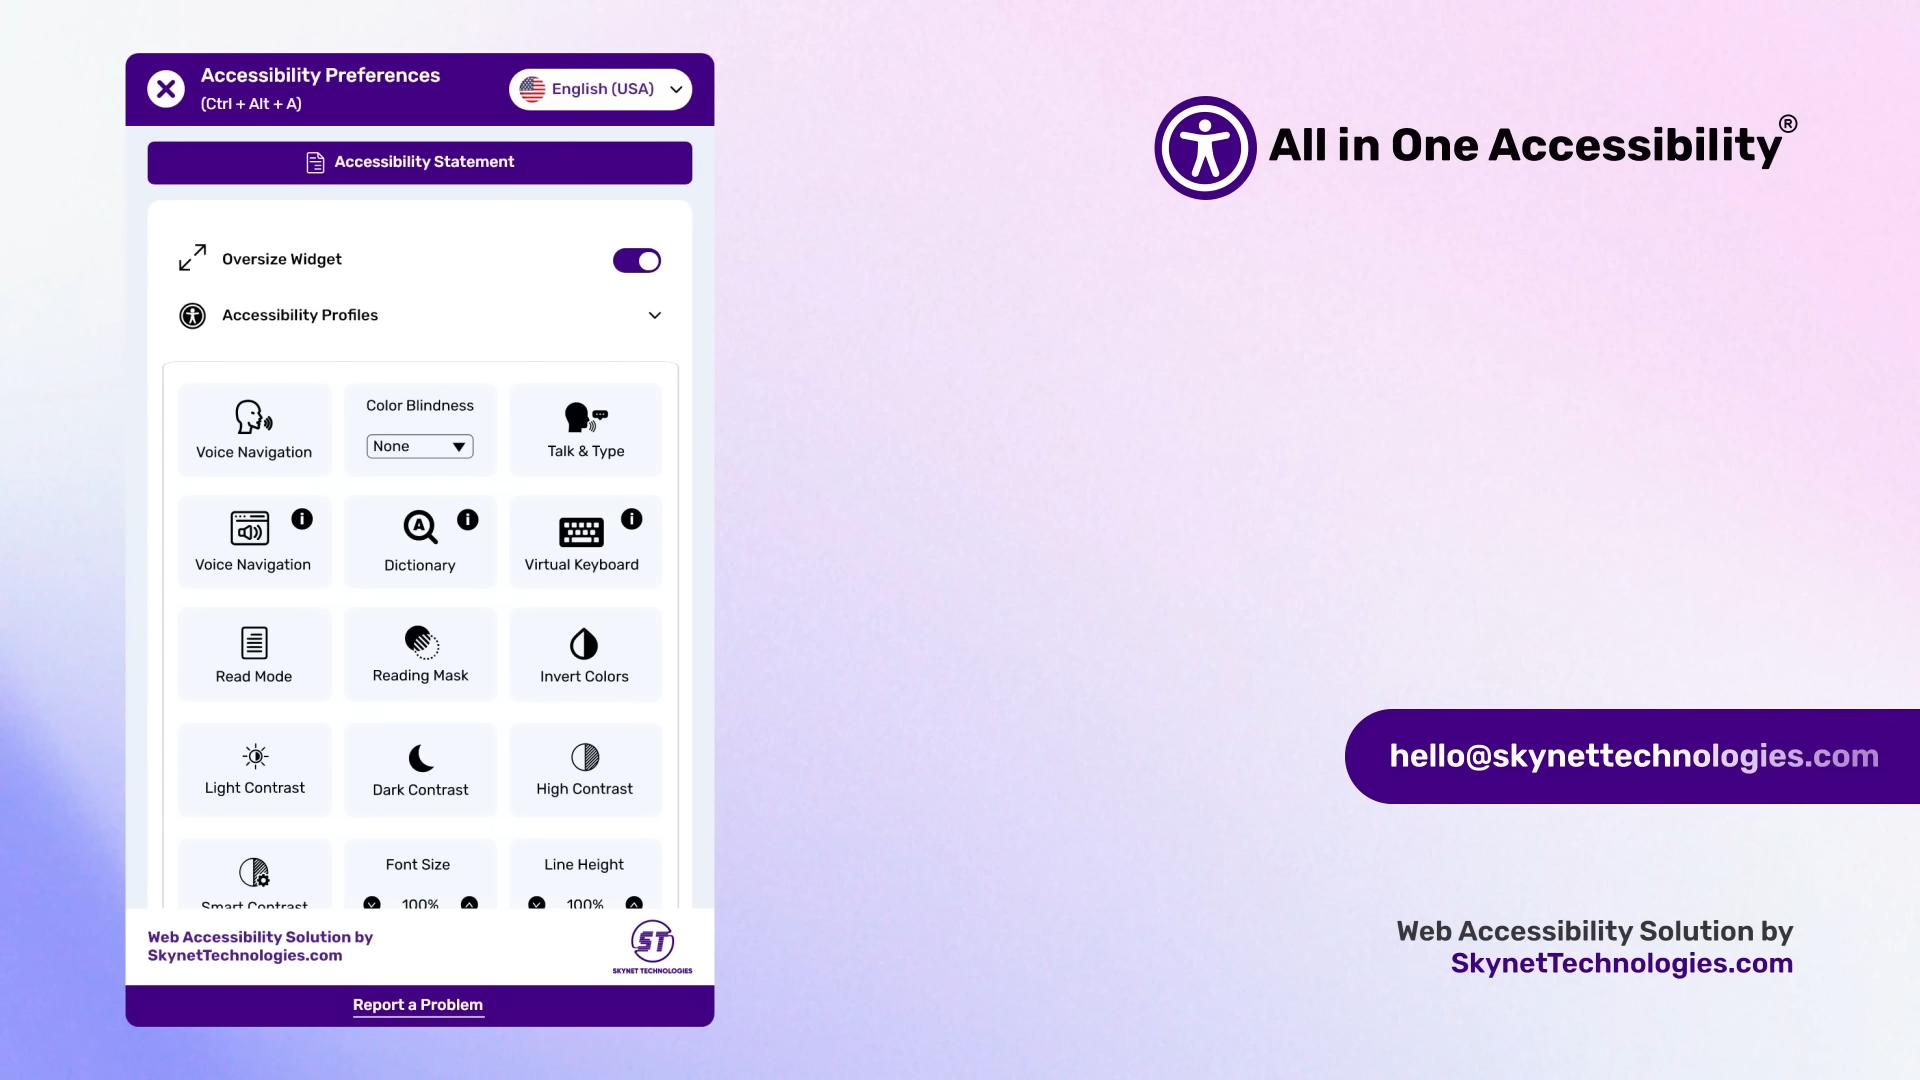 Accessibility Preferences
(Ctrl + Alt + A)
English (USA)
Accessibility Statement
Oversize Widget
Accessibility Profiles
Voice Navigation
Color Blindness
None
Talk & Type
Voice Navigation
Dictionary
Virtual Keyboard
Read Mode
Reading Mask
Invert Colors
Light Contrast
Dark Contrast
High Contrast
Smart Contrast
Font Size
100%
Line Height
100%
Web Accessibility Solution by
SkynetTechnologies.com
ST
SKYNET TECHNOLOGIES
Report a Problem
All in One Accessibility®
hello@skynettechnologies.com
Web Accessibility Solution by
SkynetTechnologies.com